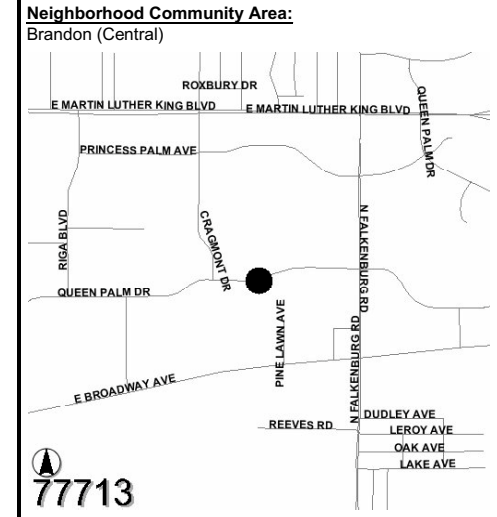 Neighborhood Community Area:
Brandon (Central)
ROXBURY DR
E MARTIN LUTHER KING BLVD
E MARTIN LUTHER KING BLVD
QUEEN PALM DR
PRINCESS PALM AVE
RIGA BLVD
CRAGMONT DR
N FALKENBURG RD
QUEEN PALM DR
PINE LAWN AVE
N FALKENBURG RD
E BROADWAY AVE
REEVES RD
DUDLEY AVE
LEROY AVE
OAK AVE
LAKE AVE
77713